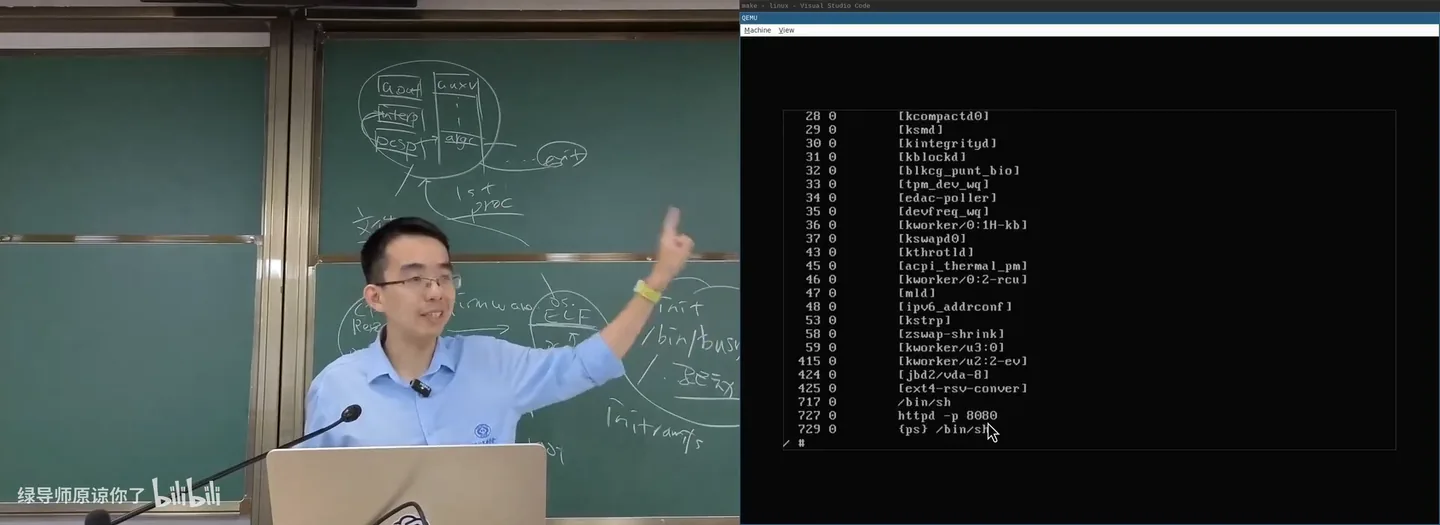 a.out auxv
interp
argc
exit
1st
proc
Firmware
OS.
ELF
init
/bin/busy
Initramfs
绿导师原谅你了 bilibili
make - linux - Visual Studio Code
QEMU
Machine View
28 0 [kcompactd0]
29 0 [ksmd]
30 0 [kintegrityd]
31 0 [kblockd]
32 0 [blkcg_punt_bio]
33 0 [tpm_dev_wq]
34 0 [edac-poller]
35 0 [devfreq_wq]
36 0 [kworker/0:1H-kb]
37 0 [kswapd0]
43 0 [kthrotld]
45 0 [acpi_thermal_pm]
46 0 [kworker/0:2-rcu]
47 0 [mld]
48 0 [ipv6_addrconf]
53 0 [kstrp]
58 0 [zswap-shrink]
59 0 [kworker/u3:0]
415 0 [kworker/u2:2-ev]
424 0 [jbd2/vda-8]
425 0 [ext4-rsv-conver]
717 0 /bin/sh
727 0 httpd -p 8080
729 0 {ps} /bin/sh
/ #